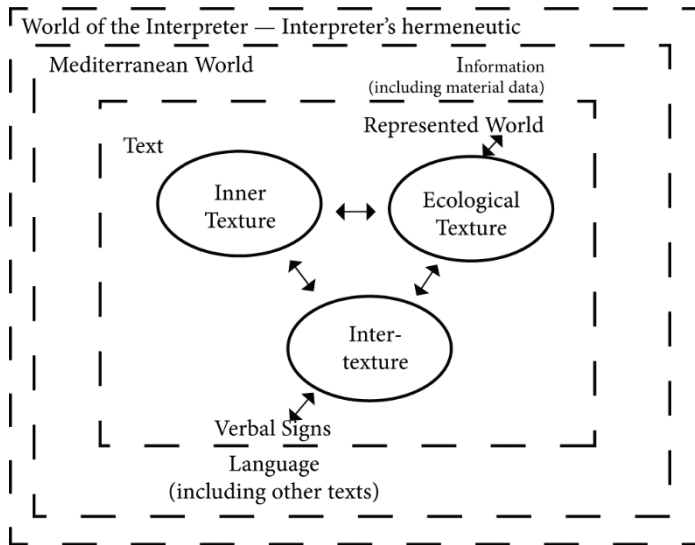 World of the Interpreter — Interpreter’s hermeneutic
Mediterranean World
Information
(including material data)
Represented World
Text
Inner
Texture
Ecological
Texture
Inter-
texture
Verbal Signs
Language
(including other texts)